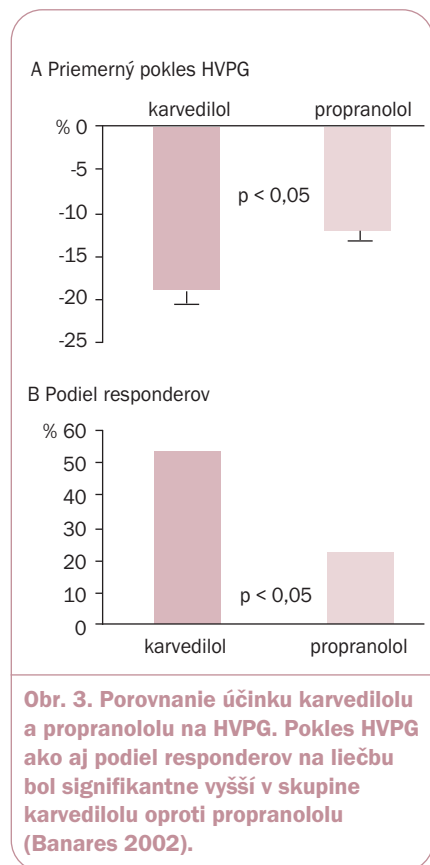 A Priemerný pokles HVPG
karvedilol propranolol
% 0
-5
p < 0,05
-10
-15
-20
-25
B Podiel responderov
% 60
50
40
30
20
10
p < 0,05
0
karvedilol propranolol
Obr. 3. Porovnanie účinku karvedilolu
a propranololu na HVPG. Pokles HVPG
ako aj podiel responderov na liečbu
bol signifikantne vyšší v skupine
karvedilolu oproti propranololu
(Banares 2002).